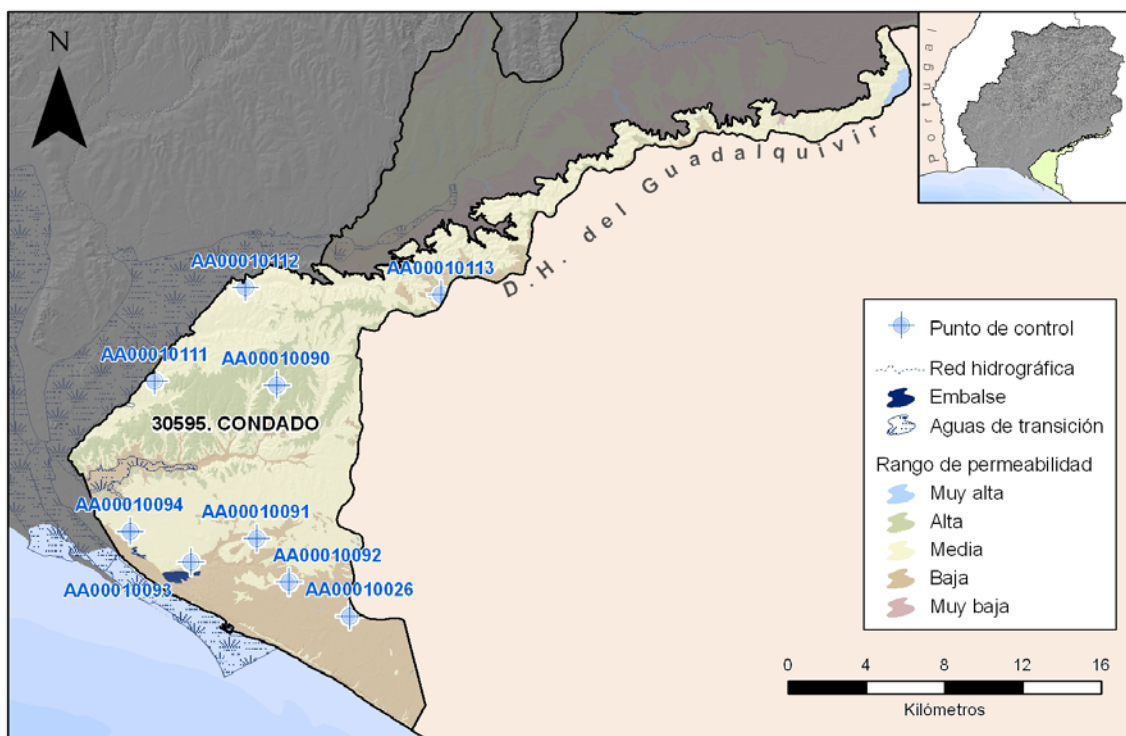 N
Portugal
D.H. del Guadalquivir
AA00010112
AA00010113
AA00010111
AA00010090
30595. CONDADO
AA00010094
AA00010091
AA00010092
AA00010093
AA00010026
Punto de control
Red hidrográfica
Embalse
Aguas de transición
Rango de permeabilidad
Muy alta
Alta
Media
Baja
Muy baja
0 4 8 12 16
Kilómetros